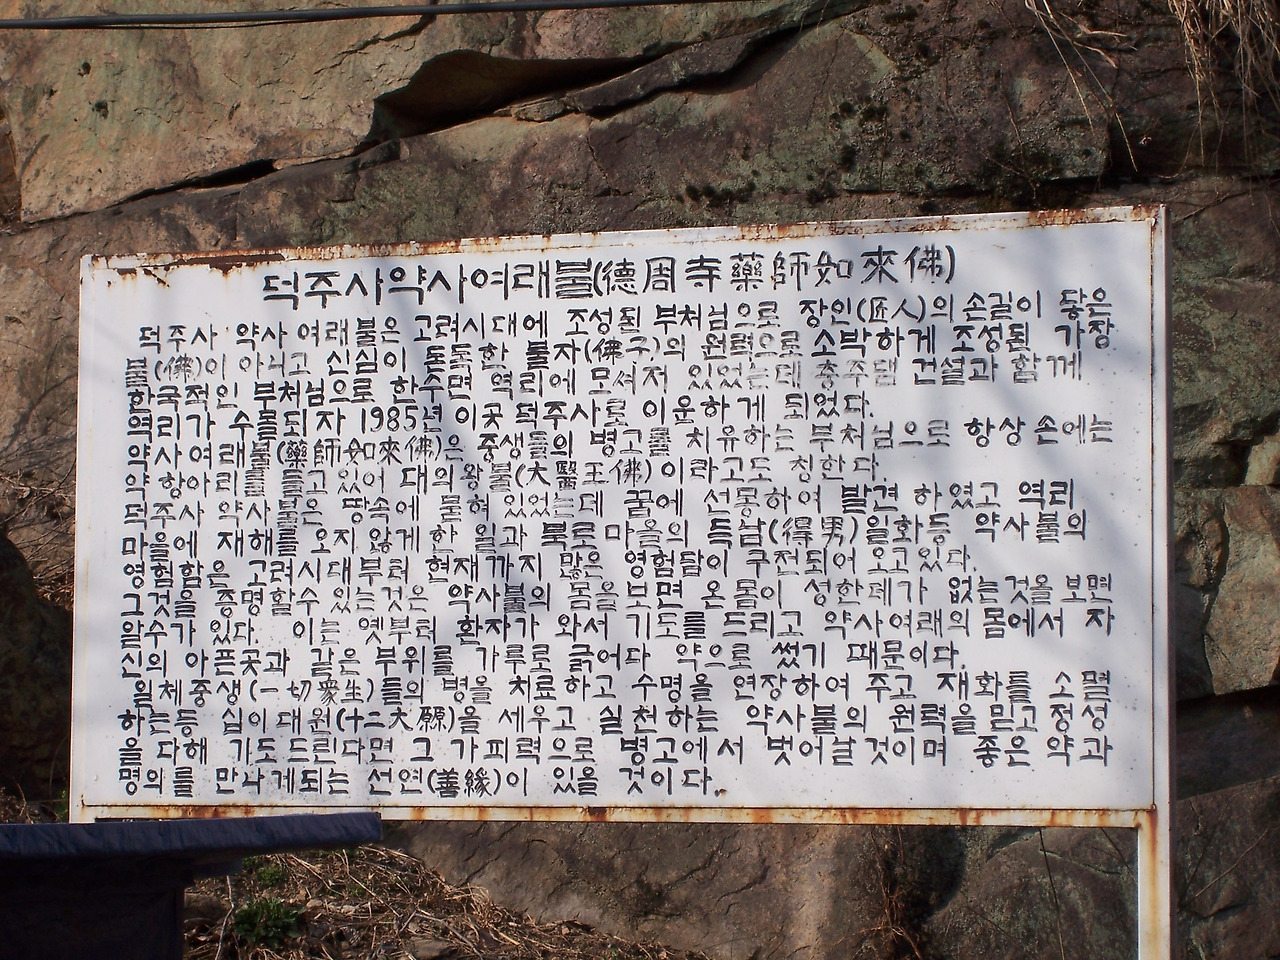 덕주사약사여래불(德周寺藥師如來佛)
덕주사 약사 여래불은 고려시대에 조성된 부처님으로 장인(匠人)의 손길이 닿은
불(佛)이 아니고 신심이 돈독한 불자(佛子)의 원력으로 소박하게 조성된 가장
한국적인 부처님으로 한수면 역리에 모셔저 있었는데 충주댐 건설과 함께
역리가 수몰되자 1985년 이곳 덕주사로 이운하게 되었다.
약사여래불(藥師如來佛)은 중생들의 병고를 치유하는 부처님으로 항상 손에는
약 항아리를 들고있어 대의왕불(大醫王佛)이라고도 칭한다.
덕주사 약사불은 땅속에 묻혀 있었는데 꿈에 선몽하여 발견 하였고 역리
마을에 재해를 오지 않게한 일과 북로마을의 득남(得男)일화등 약사불의
영험함은 고려시대부터 현재까지 많은 영험담이 구전되어 오고있다.
그것을 증명할수 있는것은 약사불의 몸을보면 온몸이 성한데가 없는것을보면
알수가 있다. 이는 옛부터 환자가 와서 기도를 드리고 약사여래의 몸에서 자
신의 아픈곳과 같은 부위를 가루로 긁어다 약으로 썼기 때문이다.
일체중생(一切衆生)들의 병을 치료하고 수명을 연장하여 주고 재화를 소멸
하는등 십이대원(十二大願)을 세우고 실천하는 약사불의 원력을믿고정성
을 다해 기도드린다면 그 가피력으로 병고에서 벗어날것이며 좋은 약과
명의를 만나게되는 선연(善緣)이 있을 것이다.